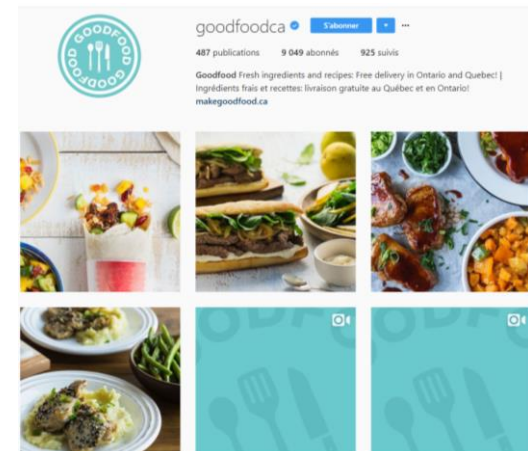 GOODFOOD GOODFOOD
goodfoodca S'abonner ...
487 publications 9 049 abonnés 925 suivis
Goodfood Fresh ingredients and recipes: Free delivery in Ontario and Quebec! |
Ingrédients frais et recettes: livraison gratuite au Québec et en Ontario!
makegoodfood.ca